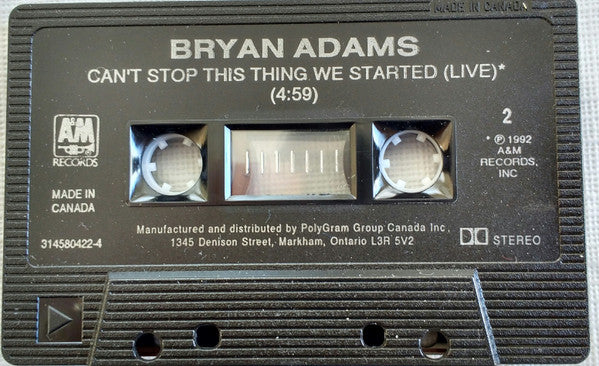 MADE IN CANADA
BRYAN ADAMS
CAN'T STOP THIS THING WE STARTED (LIVE)*
(4:59)
A&M
RECORDS
MADE IN
CANADA
314580422-4
2
* ℗ 1992
A&M
RECORDS,
INC
Manufactured and distributed by PolyGram Group Canada Inc.
1345 Denison Street, Markham, Ontario L3R 5V2
STEREO